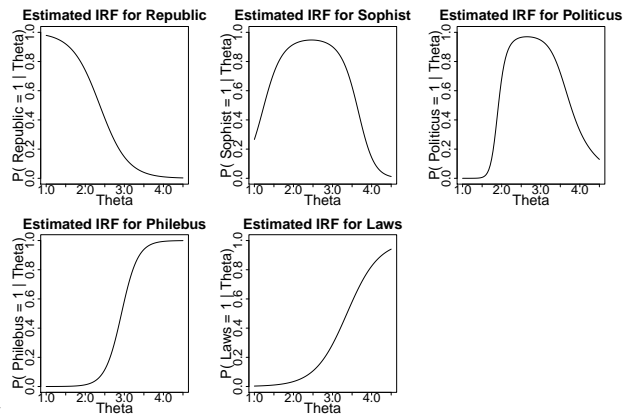 Estimated IRF for Republic
P( Republic = 1 | Theta)
0.0 0.2 0.4 0.6 0.8 1.0
1.0 2.0 3.0 4.0
Theta
Estimated IRF for Sophist
P( Sophist = 1 | Theta)
0.0 0.2 0.4 0.6 0.8 1.0
1.0 2.0 3.0 4.0
Theta
Estimated IRF for Politicus
P( Politicus = 1 | Theta)
0.0 0.2 0.4 0.6 0.8 1.0
1.0 2.0 3.0 4.0
Theta
Estimated IRF for Philebus
P( Philebus = 1 | Theta)
0.0 0.2 0.4 0.6 0.8 1.0
1.0 2.0 3.0 4.0
Theta
Estimated IRF for Laws
P( Laws = 1 | Theta)
0.0 0.2 0.4 0.6 0.8 1.0
1.0 2.0 3.0 4.0
Theta